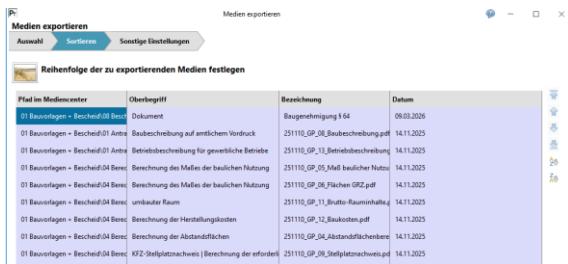 Pr
Medien exportieren
Medien exportieren
Auswahl Sortieren Sonstige Einstellungen
Reihenfolge der zu exportierenden Medien festlegen
Pfad im Mediencenter Oberbegriff Bezeichnung Datum
01 Bauvorlagen + Bescheid\08 Besch Dokument Baugenehmigung § 64 09.03.2026
01 Bauvorlagen + Bescheid\01 Antra Baubeschreibung auf amtlichem Vordruck 251110_GP_08_Baubeschreibung.pdf 14.11.2025
01 Bauvorlagen + Bescheid\01 Antra Betriebsbeschreibung für gewerbliche Betriebe 251110_GP_13_Betriebsbeschreibung 14.11.2025
01 Bauvorlagen + Bescheid\04 Berec Berechnung des Maßes der baulichen Nutzung 251110_GP_05_Maß baulicher Nutzu 14.11.2025
01 Bauvorlagen + Bescheid\04 Berec Berechnung des Maßes der baulichen Nutzung 251110_GP_06_Flächen GRZ.pdf 14.11.2025
01 Bauvorlagen + Bescheid\04 Berec umbauter Raum 251110_GP_11_Brutto-Rauminhalte.p 14.11.2025
01 Bauvorlagen + Bescheid\04 Berec Berechnung der Herstellungskosten 251110_GP_12_Baukosten.pdf 14.11.2025
01 Bauvorlagen + Bescheid\04 Berec Berechnung der Abstandsflächen 251110_GP_04_Abstandsflächenbere 14.11.2025
01 Bauvorlagen + Bescheid\04 Berec KFZ-Stellplatznachweis | Berechnung der erforderli 251110_GP_09_Stellplatznachweis.pd 14.11.2025